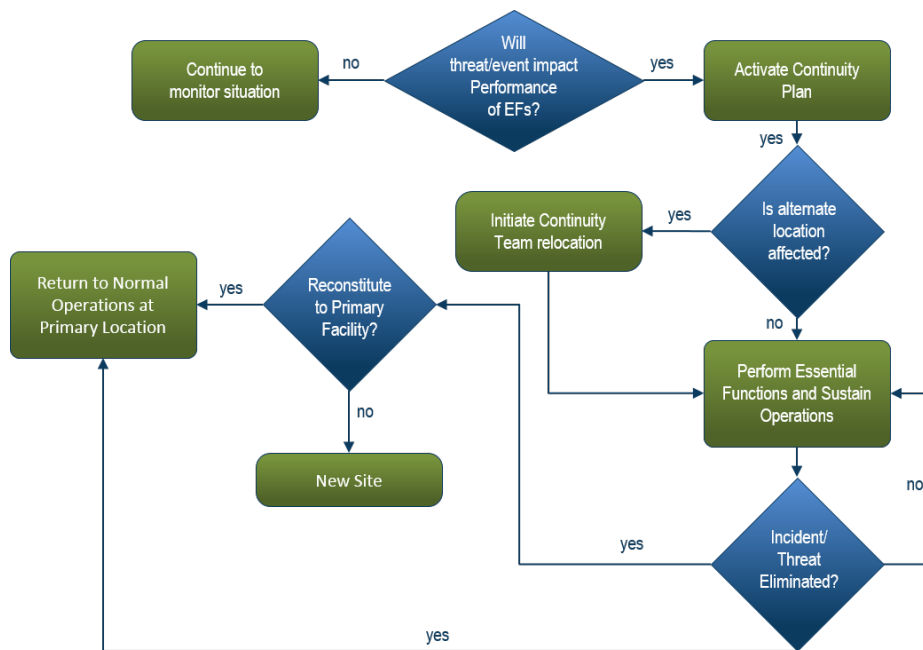 Will
threat/event impact
Performance
of EFs?
no
yes
Continue to
monitor situation
Activate Continuity
Plan
yes
Is alternate
location
affected?
yes
Initiate Continuity
Team relocation
no
Reconstitute
to Primary
Facility?
yes
Return to Normal
Operations at
Primary Location
no
New Site
Perform Essential
Functions and Sustain
Operations
no
Incident/
Threat
Eliminated?
yes
yes